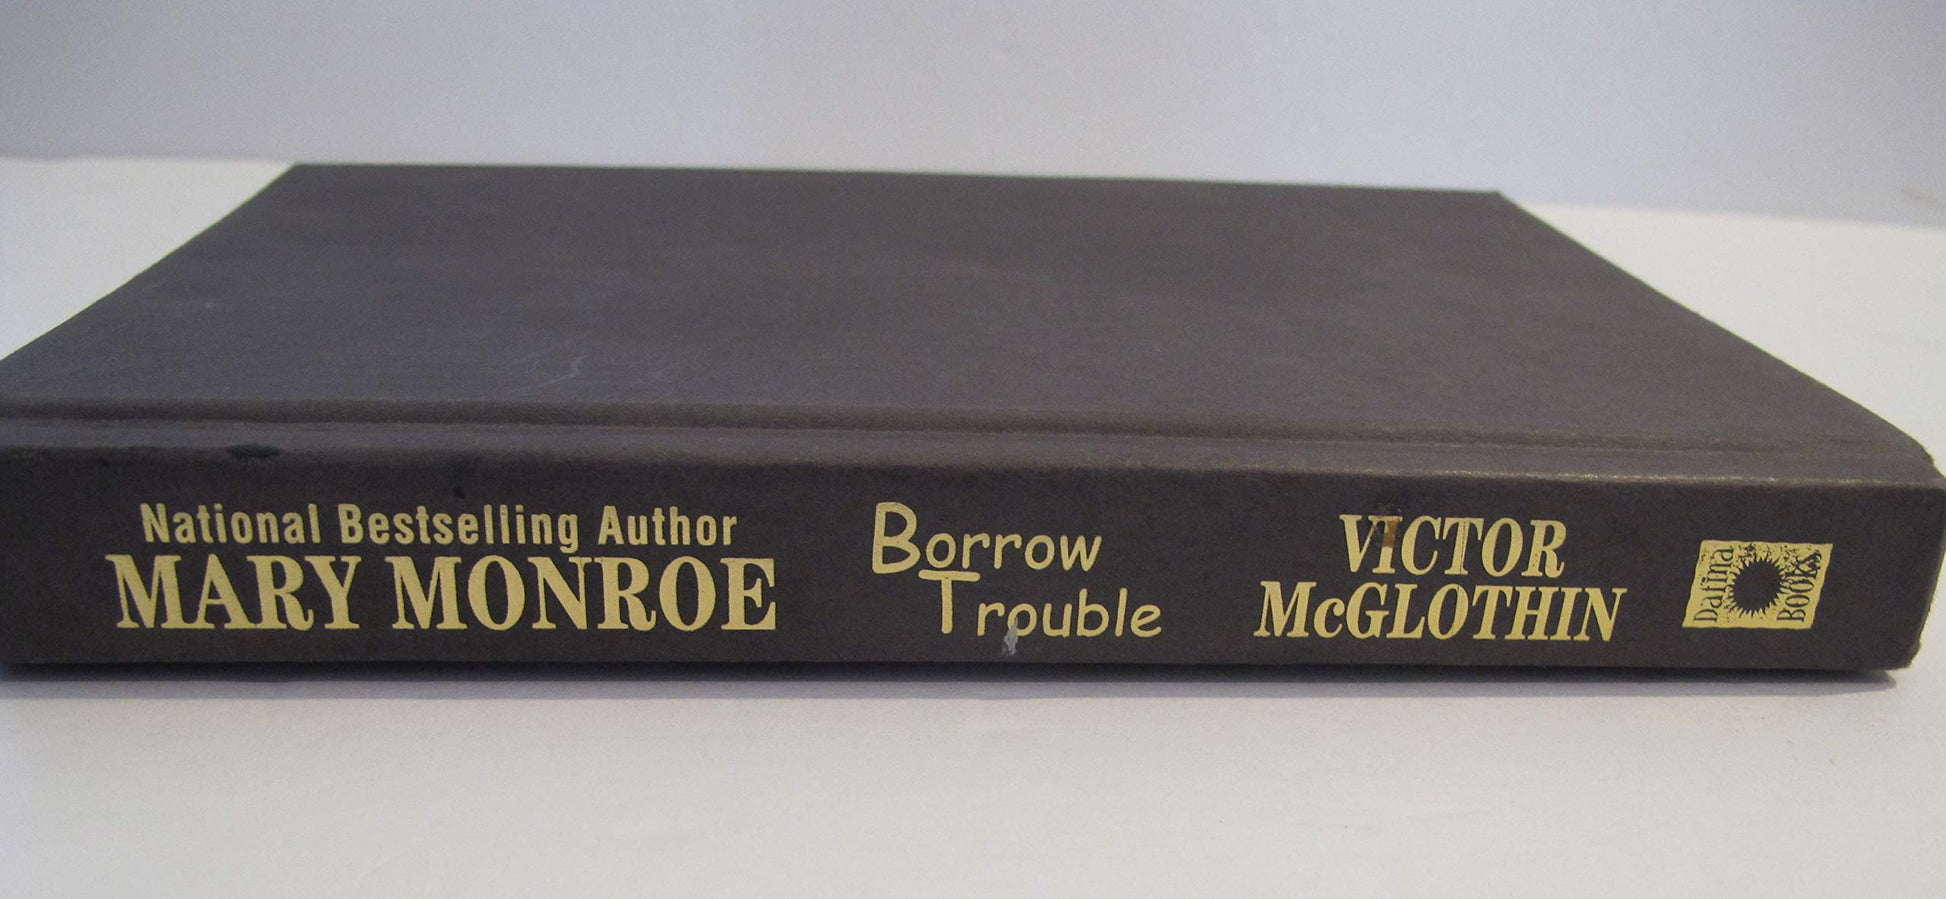 National Bestselling Author
MARY MONROE
Borrow
Trouble
VICTOR
McGLOTHIN
Dafina
BOOKS